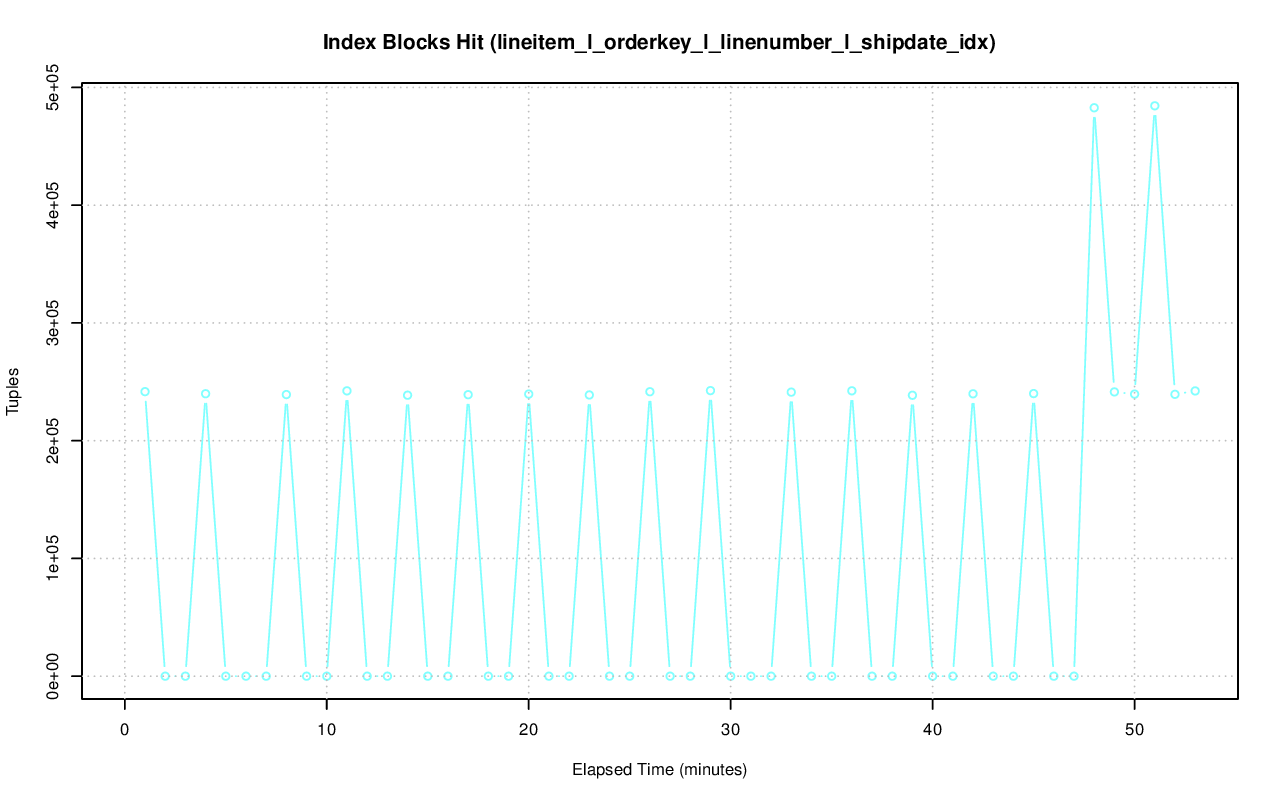 Index Blocks Hit (lineitem_l_orderkey_l_linenumber_l_shipdate_idx)
5e+05
4e+05
3e+05
2e+05
1e+05
0e+00
Tuples
0 10 20 30 40 50
Elapsed Time (minutes)